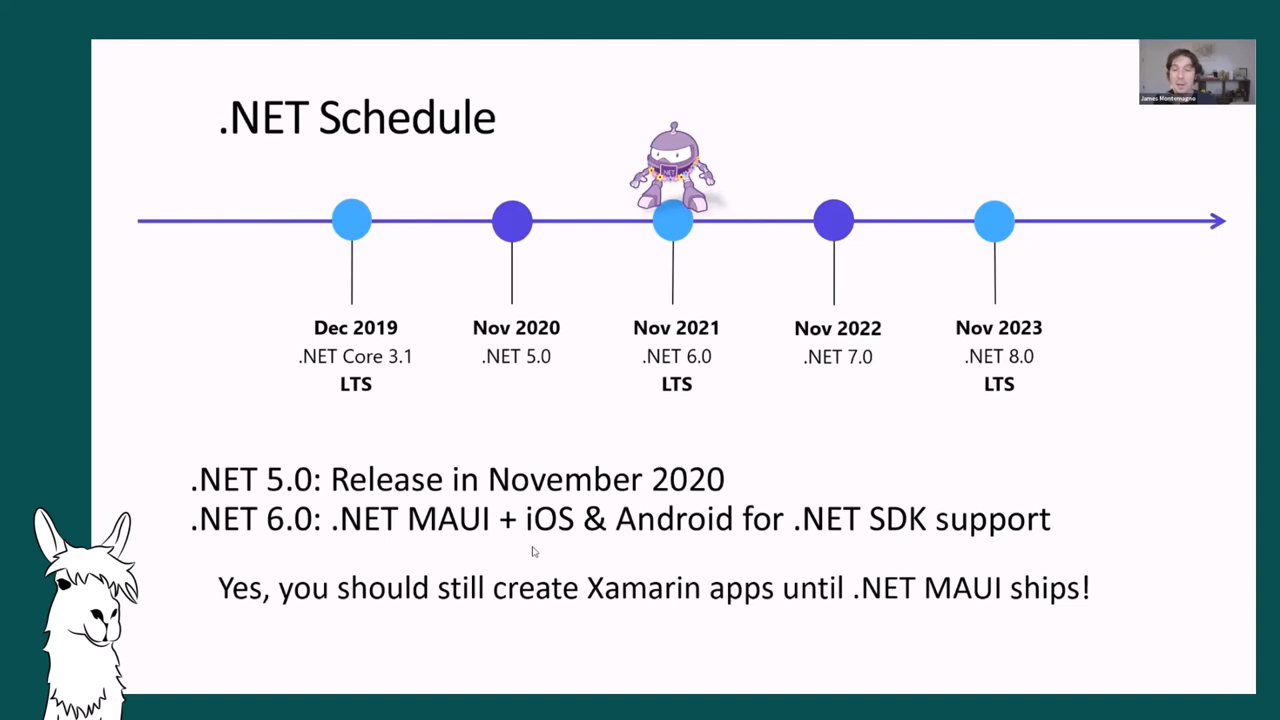 James Montemagno
.NET Schedule
.NET
Dec 2019
.NET Core 3.1
LTS
Nov 2020
.NET 5.0
Nov 2021
.NET 6.0
LTS
Nov 2022
.NET 7.0
Nov 2023
.NET 8.0
LTS
.NET 5.0: Release in November 2020
.NET 6.0: .NET MAUI + iOS & Android for .NET SDK support
Yes, you should still create Xamarin apps until .NET MAUI ships!